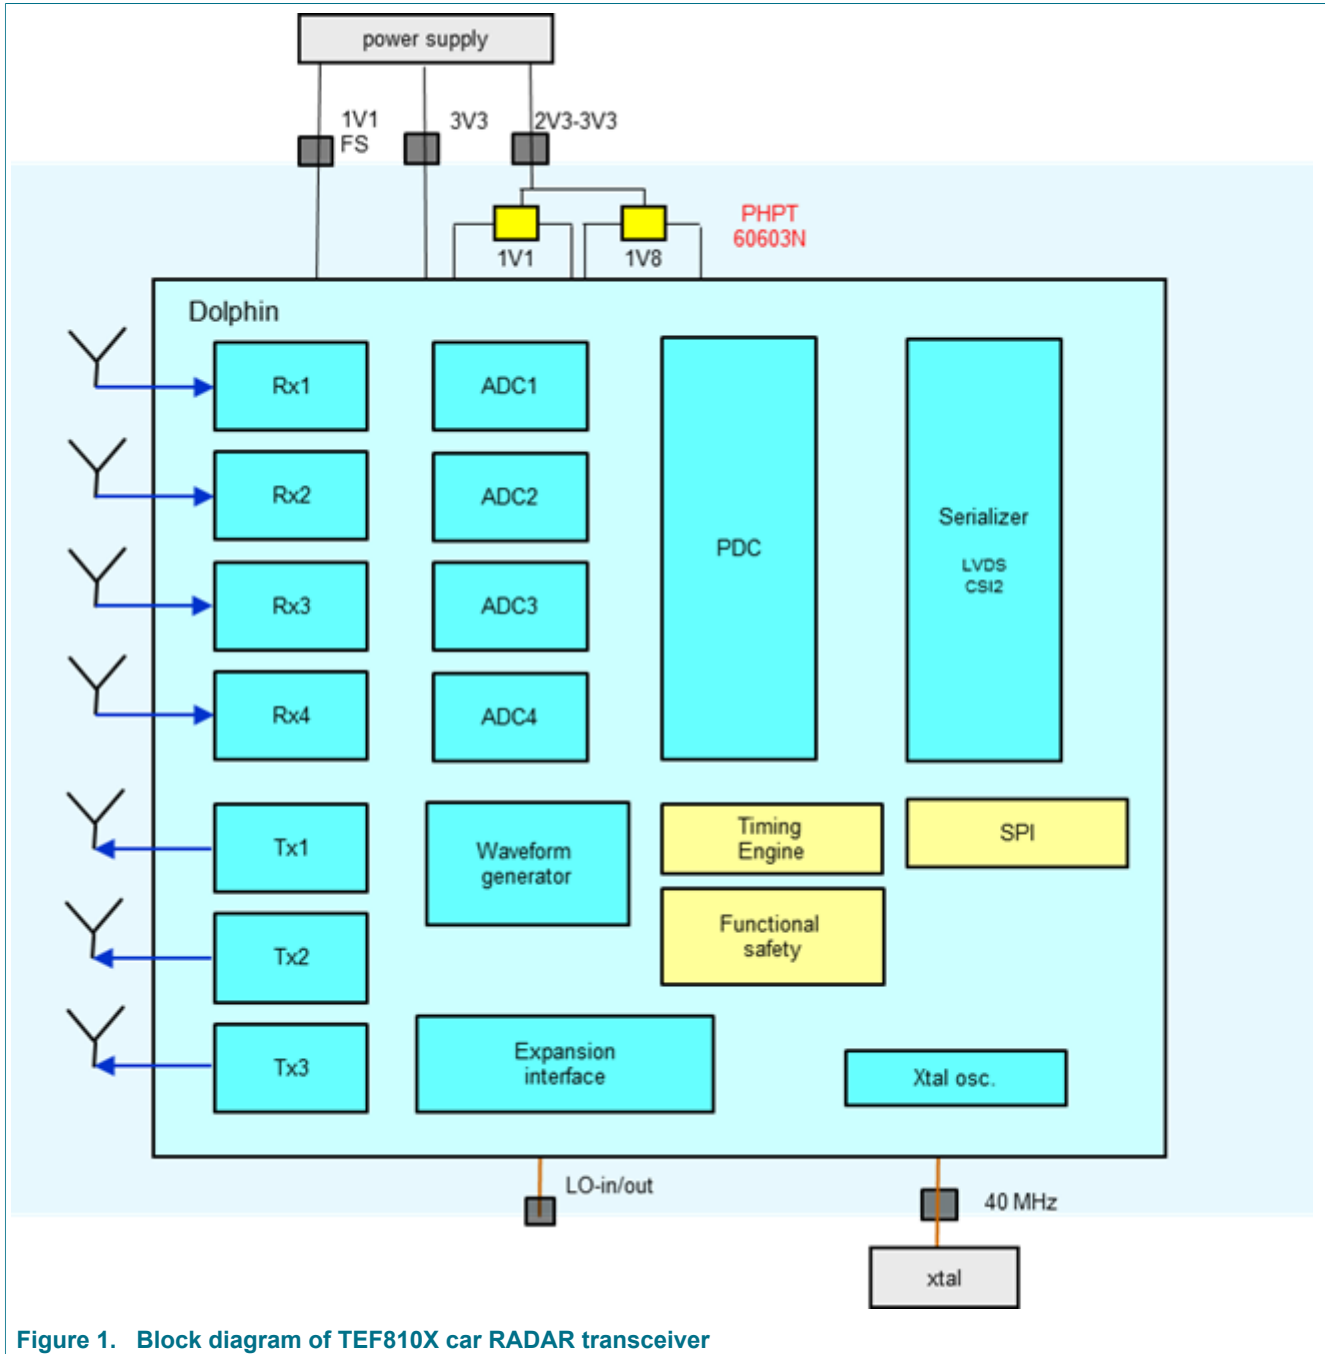 power supply
1V1
FS
3V3
2V3-3V3
PHPT
60603N
1V1
1V8
Dolphin
Rx1
ADC1
Rx2
ADC2
Rx3
ADC3
Rx4
ADC4
PDC
Serializer
LVDS
CSI2
Tx1
Waveform
generator
Timing
Engine
SPI
Tx2
Functional
safety
Tx3
Expansion
interface
Xtal osc.
LO-in/out
40 MHz
xtal
Figure 1. Block diagram of TEF810X car RADAR transceiver